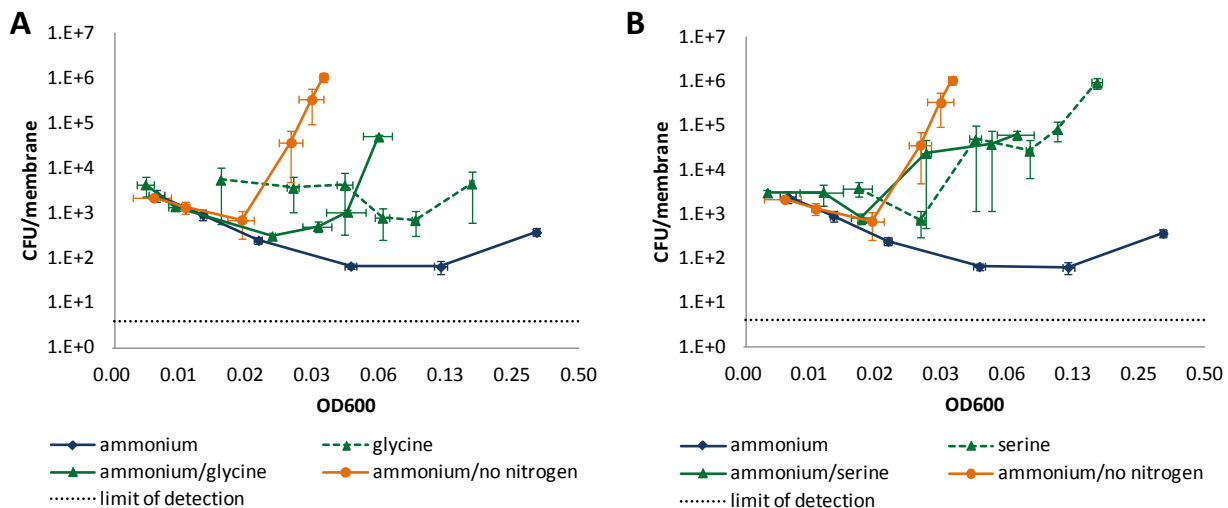 A
1.E+7
1.E+6
1.E+5
1.E+4
1.E+3
1.E+2
1.E+1
1.E+0
CFU/membrane
0.00 0.01 0.02 0.03 0.06 0.13 0.25 0.50
OD600
ammonium glycine
ammonium/glycine ammonium/no nitrogen
limit of detection
B
1.E+7
1.E+6
1.E+5
1.E+4
1.E+3
1.E+2
1.E+1
1.E+0
CFU/membrane
0.00 0.01 0.02 0.03 0.06 0.13 0.25 0.50
OD600
ammonium serine
ammonium/serine ammonium/no nitrogen
limit of detection